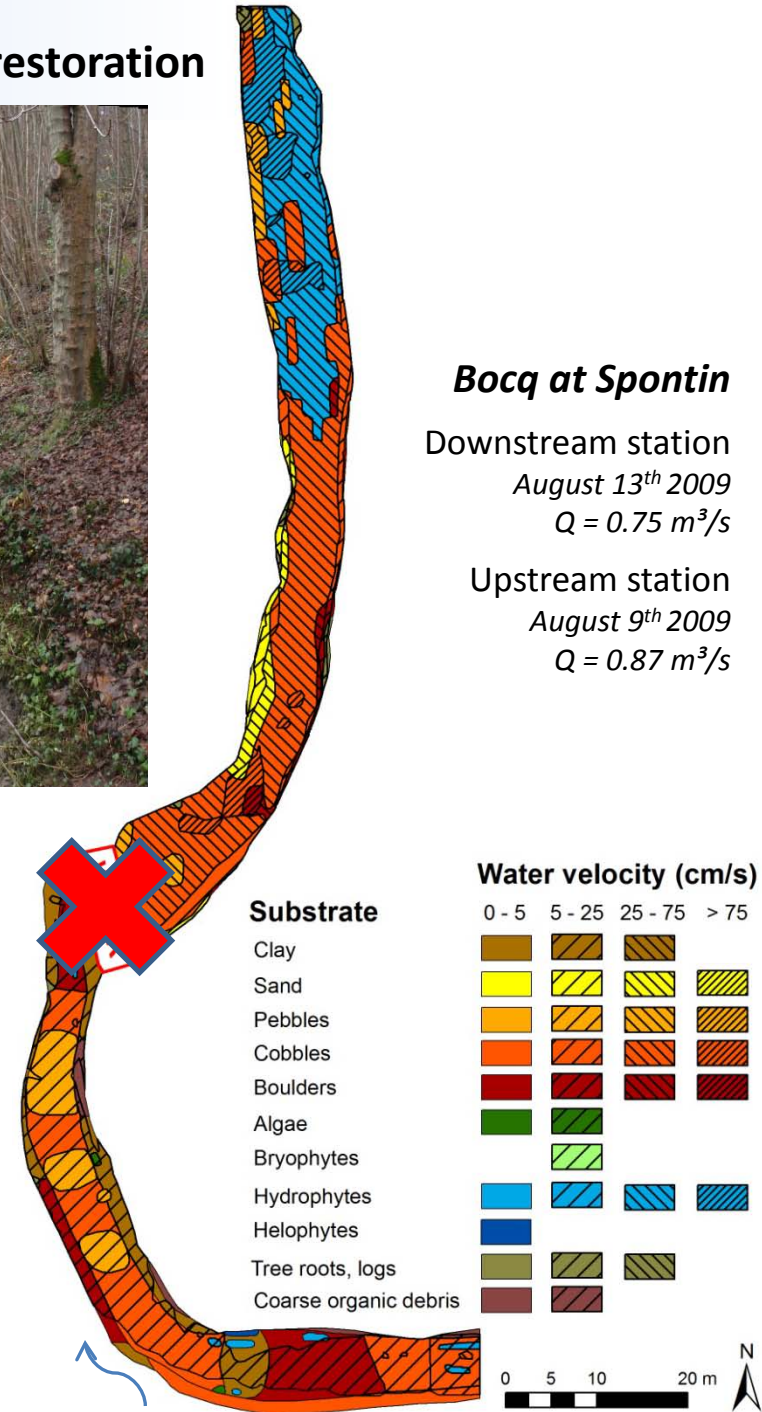 restoration
Bocq at Spontin
Downstream station
August 13th 2009
Q = 0.75 m³/s
Upstream station
August 9th 2009
Q = 0.87 m³/s
Water velocity (cm/s)
Substrate 0 - 5 5 - 25 25 - 75 > 75
Clay
Sand
Pebbles
Cobbles
Boulders
Algae
Bryophytes
Hydrophytes
Helophytes
Tree roots, logs
Coarse organic debris
N
0 5 10 20 m